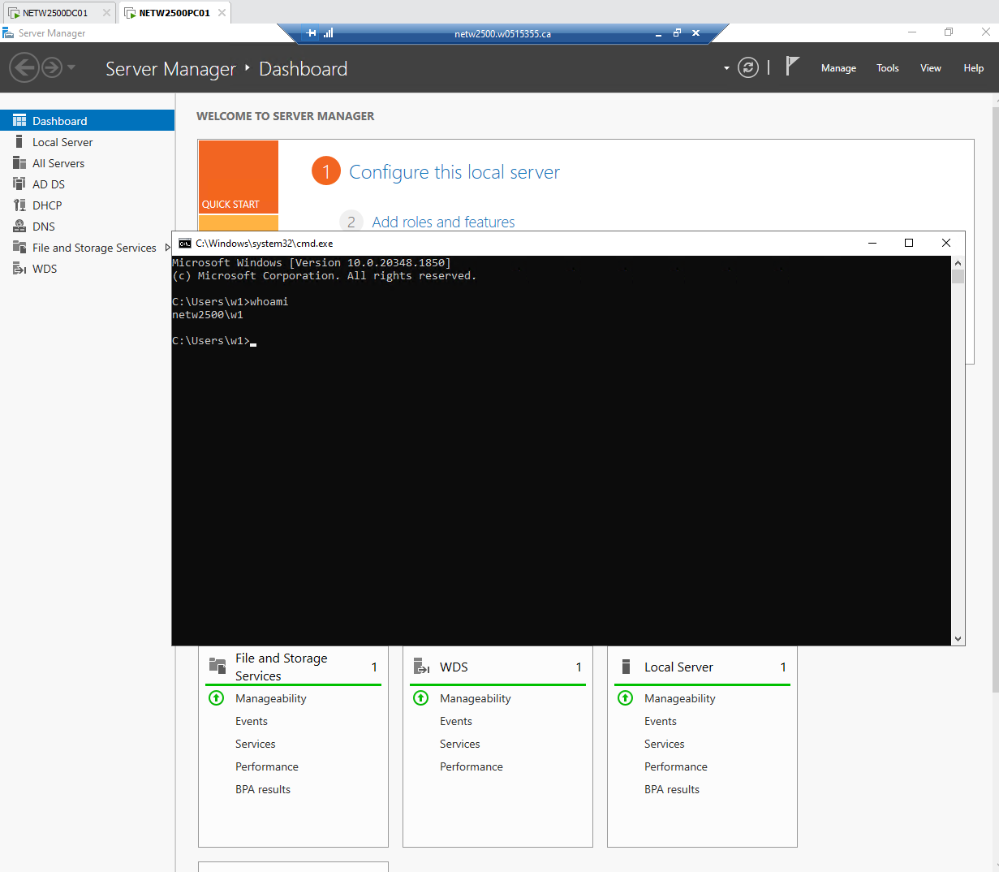 NETW2500DC01
NETW2500PC01
Server Manager
netw2500.w0515355.ca
Server Manager
Dashboard
Manage
Tools
View
Help
Dashboard
Local Server
All Servers
AD DS
DHCP
DNS
File and Storage Services
WDS
WELCOME TO SERVER MANAGER
QUICK START
1
Configure this local server
2
Add roles and features
C:\Windows\system32\cmd.exe
Microsoft Windows [Version 10.0.20348.1850]
(c) Microsoft Corporation. All rights reserved.
C:\Users\w1>whoami
netw2500\w1
C:\Users\w1>
File and Storage
Services
1
Manageability
Events
Services
Performance
BPA results
WDS
1
Manageability
Events
Services
Performance
Local Server
1
Manageability
Events
Services
Performance
BPA results